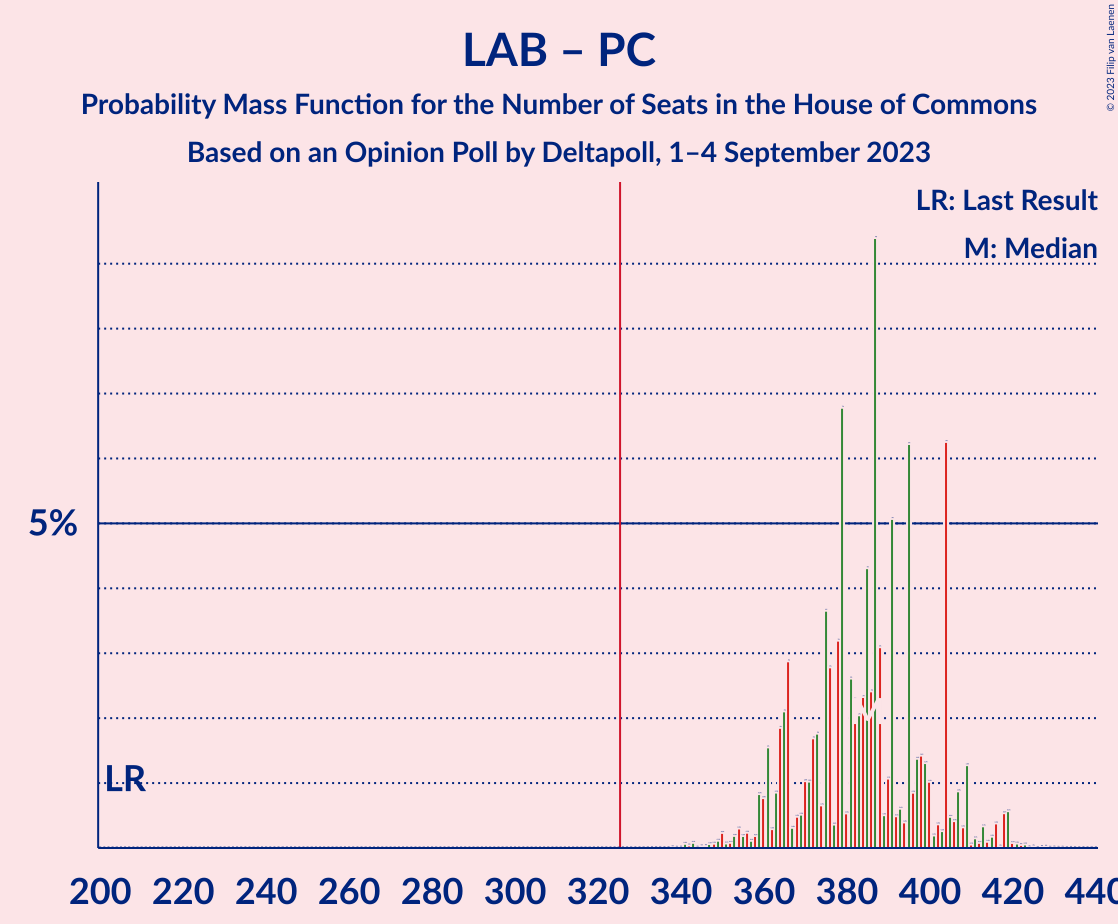 LAB – PC
Probability Mass Function for the Number of Seats in the House of Commons
Based on an Opinion Poll by Deltapoll, 1–4 September 2023
© 2023 Filip van Laenen
LR: Last Result
M: Median
5%
LR
200 220 240 260 280 300 320 340 360 380 400 420 440